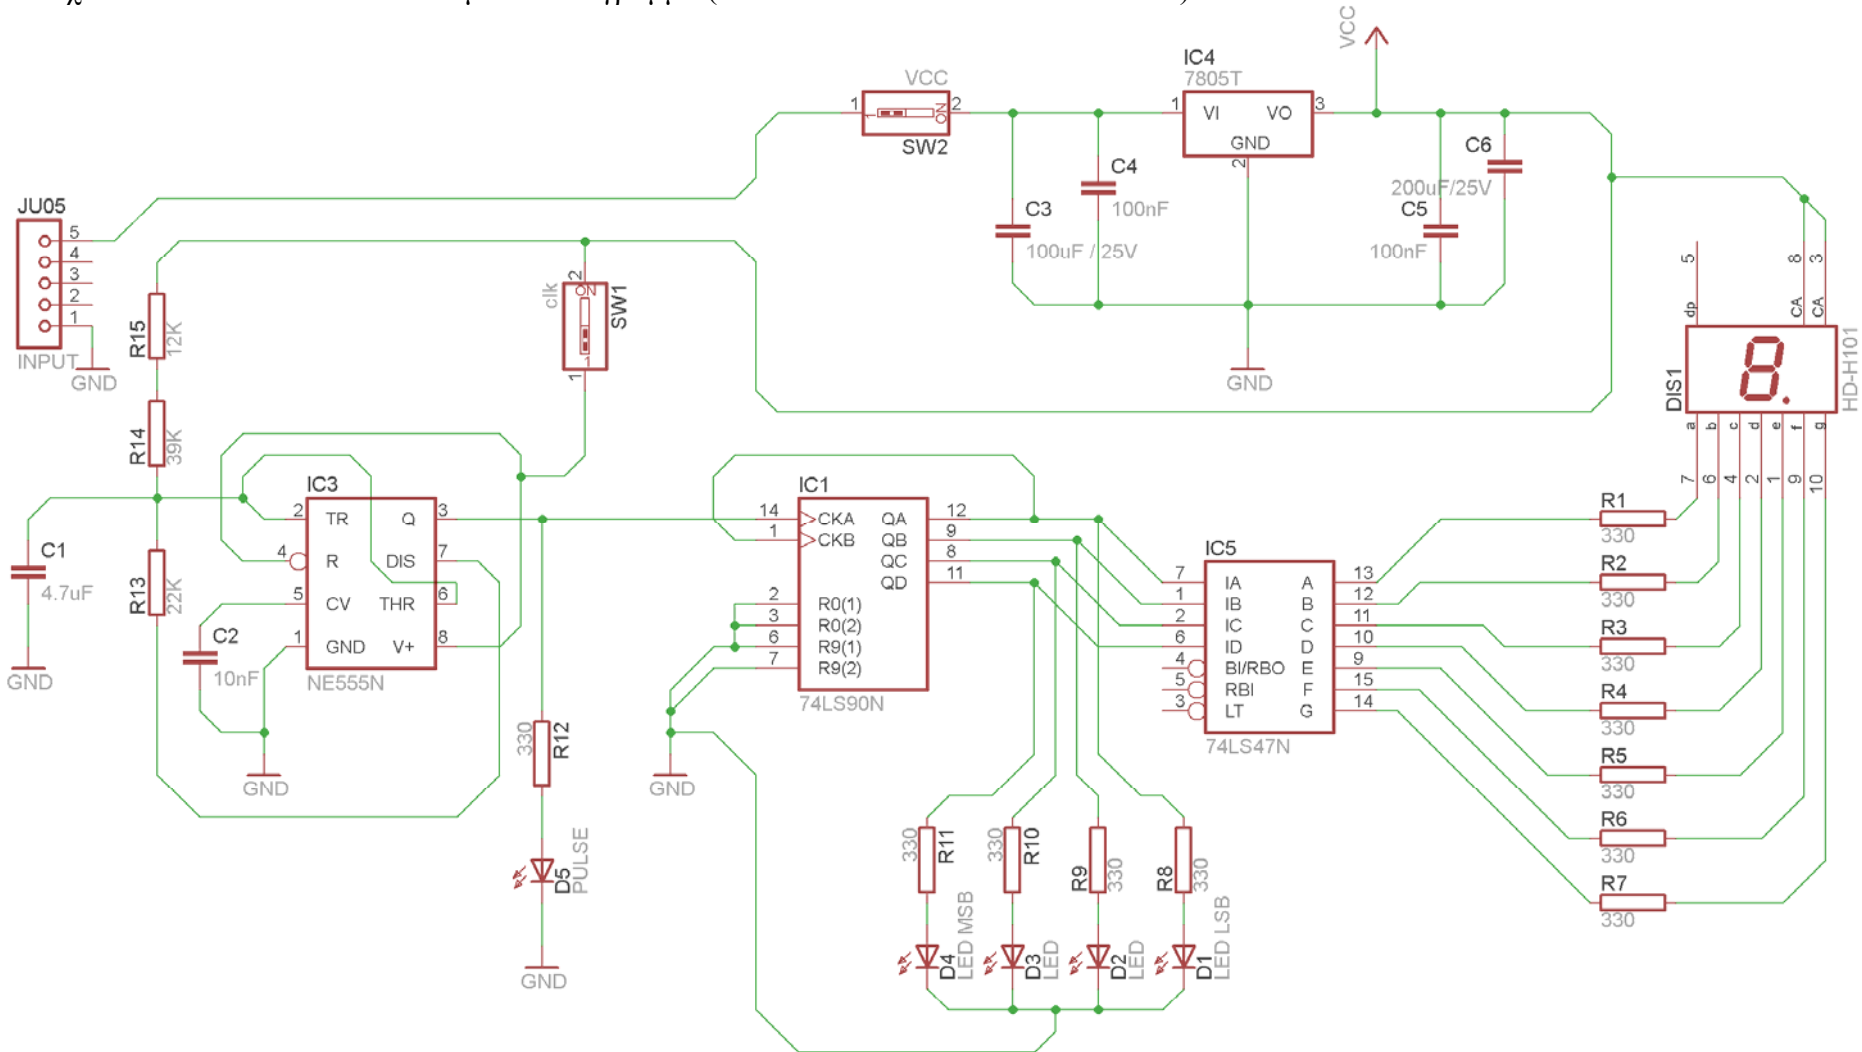 VCC
IC4
7805T
VCC
1
2
ON
1
SW2
1
VI
VO
3
GND
2
C6
200uF/25V
C4
100nF
C3
100uF / 25V
C5
100nF
GND
JU05
5
4
3
2
1
INPUT
GND
R15
12K
R14
39K
R13
22K
clk
2
ON
1
1
SW1
5
dp
8
CA
3
CA
DIS1
HD-H101
a
b
c
d
e
f
g
7
6
4
2
1
9
10
C1
4.7uF
GND
IC3
2
TR
Q
3
4
R
DIS
7
5
CV
THR
6
1
GND
V+
8
NE555N
C2
10nF
GND
330
R12
D5
PULSE
GND
IC1
14
CKA
QA
12
1
CKB
QB
9
QC
8
QD
11
2
R0(1)
3
R0(2)
6
R9(1)
7
R9(2)
74LS90N
GND
IC5
7
IA
A
13
1
IB
B
12
2
IC
C
11
6
ID
D
10
4
BI/RBO
E
9
5
RBI
F
15
3
LT
G
14
74LS47N
R1
330
R2
330
R3
330
R4
330
R5
330
R6
330
R7
330
330
R11
330
R10
R9
330
R8
330
D4
LED MSB
D3
LED
D2
LED
D1
LED LSB